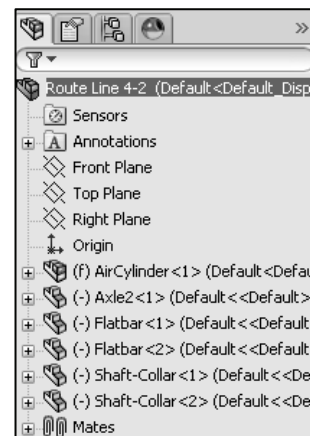 Route Line 4-2 (Default<Default_Disp
Sensors
A Annotations
Front Plane
Top Plane
Right Plane
Origin
(f) AirCylinder<1> (Default<Defau
(-) Axle2<1> (Default<<Default>
(-) Flatbar<1> (Default<<Default
(-) Flatbar<2> (Default<<Default
(-) Shaft-Collar<1> (Default<<De
(-) Shaft-Collar<2> (Default<<De
Mates